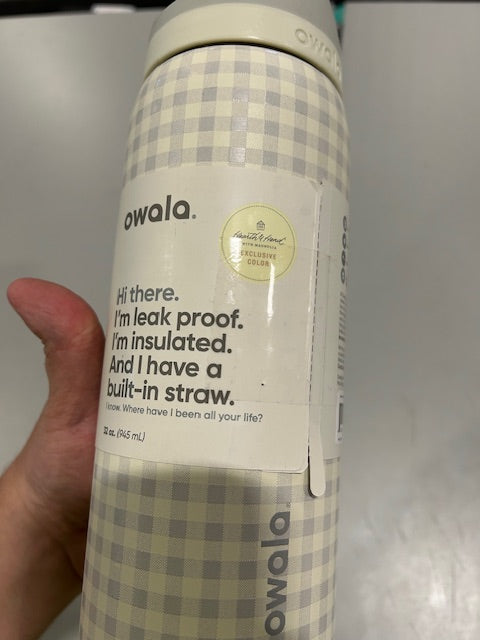 owala
owala.
Hearth & Hand
WITH MAGNOLIA
EXCLUSIVE
COLOR
Hi there.
I'm leak proof.
I'm insulated.
And I have a
built-in straw.
I know. Where have I been all your life?
32 oz. (945 mL)
owala